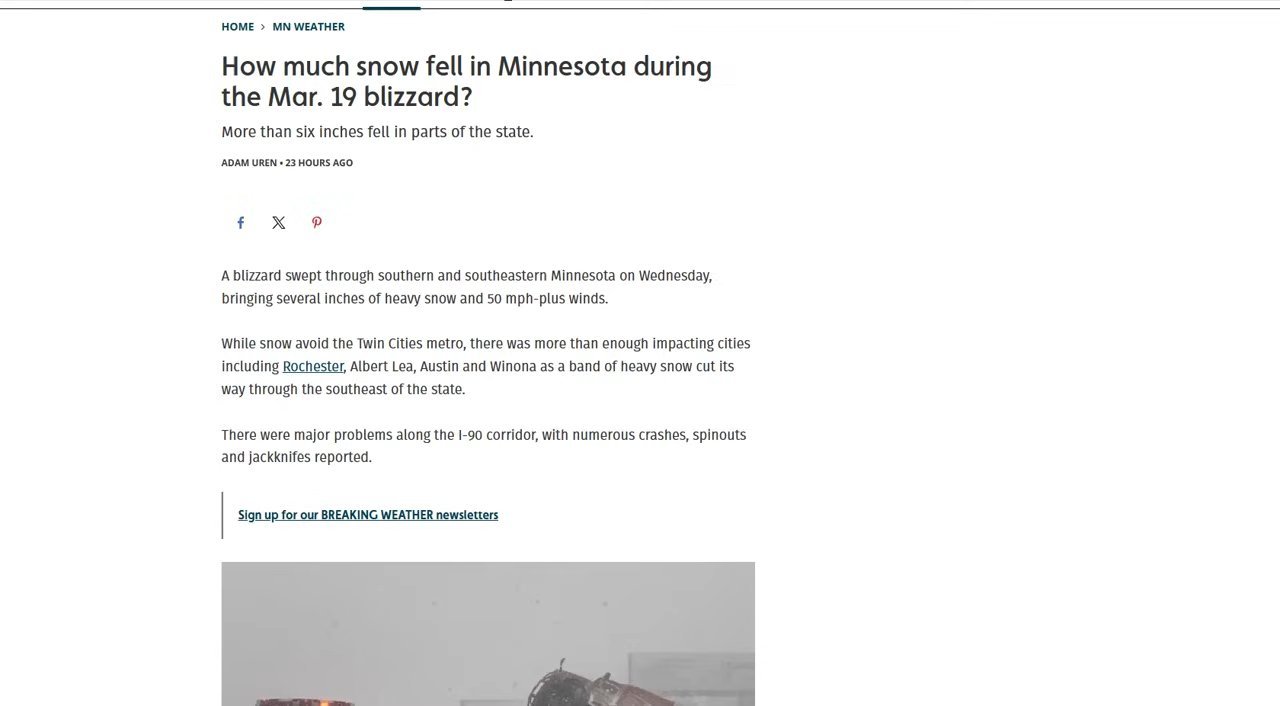 HOME > MN WEATHER
How much snow fell in Minnesota during
the Mar. 19 blizzard?
More than six inches fell in parts of the state.
ADAM UREN • 23 HOURS AGO
A blizzard swept through southern and southeastern Minnesota on Wednesday,
bringing several inches of heavy snow and 50 mph-plus winds.
While snow avoid the Twin Cities metro, there was more than enough impacting cities
including Rochester, Albert Lea, Austin and Winona as a band of heavy snow cut its
way through the southeast of the state.
There were major problems along the I-90 corridor, with numerous crashes, spinouts
and jackknifes reported.
Sign up for our BREAKING WEATHER newsletters